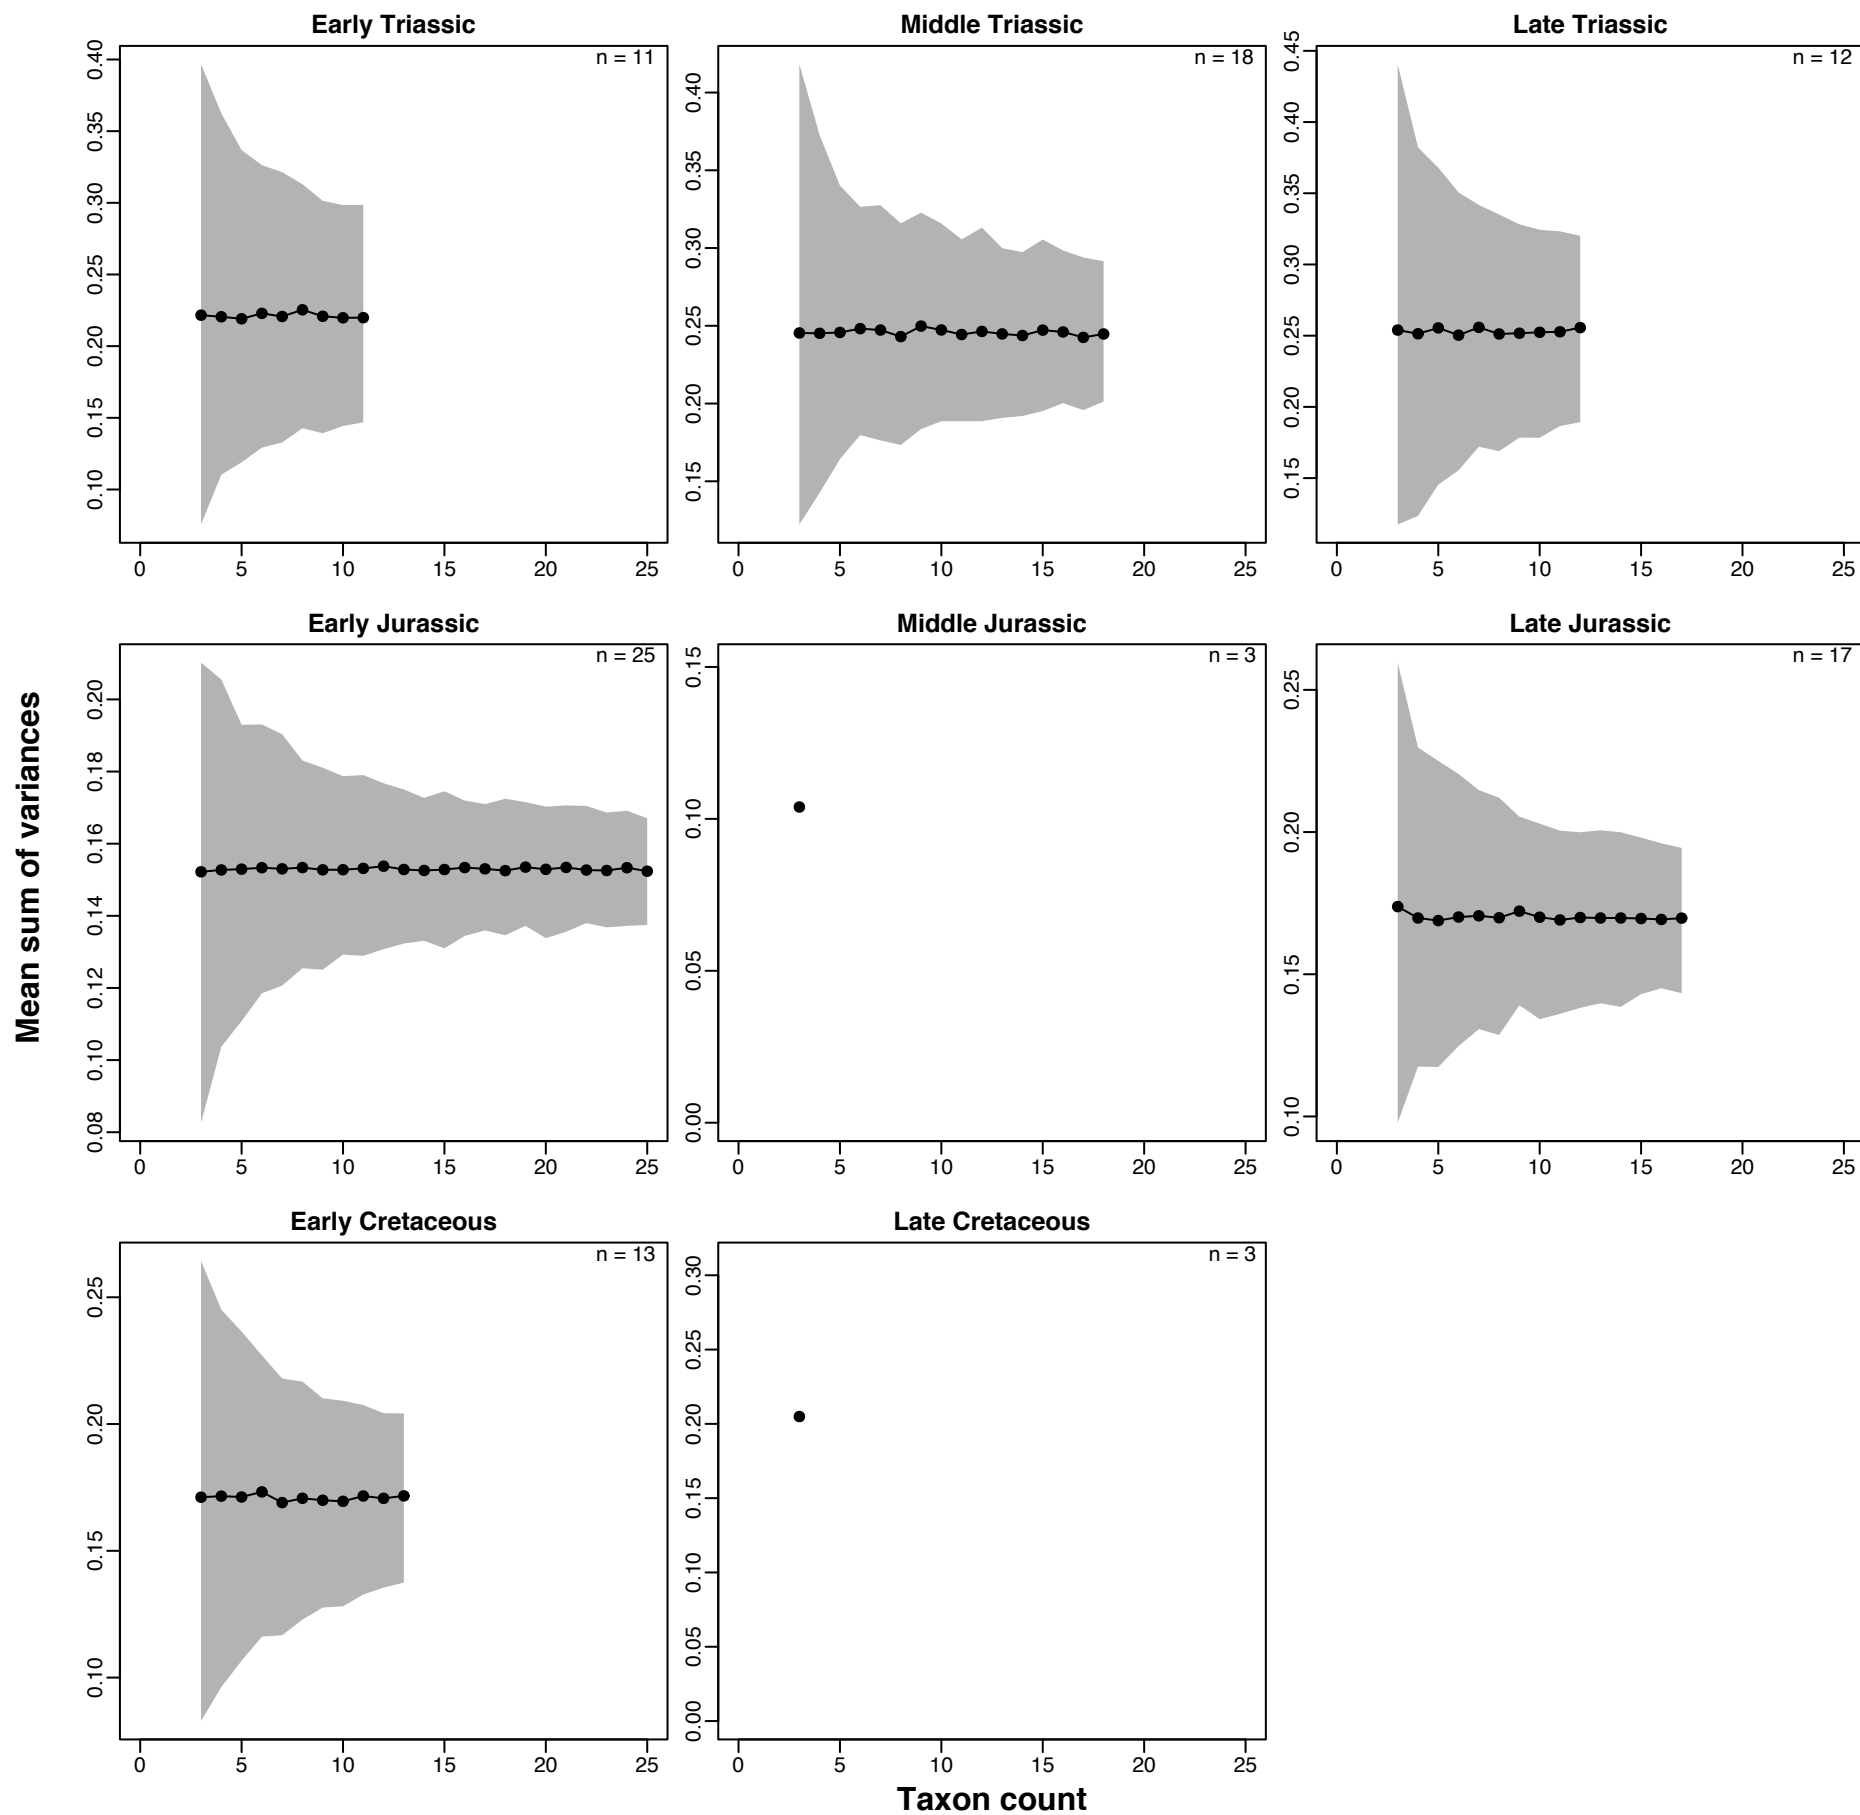 Early Triassic
n = 11
0.40
0.35
0.30
0.25
0.20
0.15
0.10
0 5 10 15 20 25
Middle Triassic
n = 18
0.40
0.35
0.30
0.25
0.20
0.15
0 5 10 15 20 25
Late Triassic
n = 12
0.45
0.40
0.35
0.30
0.25
0.20
0.15
0 5 10 15 20 25
Mean sum of variances
Early Jurassic
n = 25
0.20
0.18
0.16
0.14
0.12
0.10
0.08
0 5 10 15 20 25
Middle Jurassic
n = 3
0.15
0.10
0.05
0.00
0 5 10 15 20 25
Late Jurassic
n = 17
0.25
0.20
0.15
0.10
0 5 10 15 20 25
Early Cretaceous
n = 13
0.25
0.20
0.15
0.10
0 5 10 15 20 25
Late Cretaceous
n = 3
0.30
0.25
0.20
0.15
0.10
0.05
0.00
0 5 10 15 20 25
Taxon count